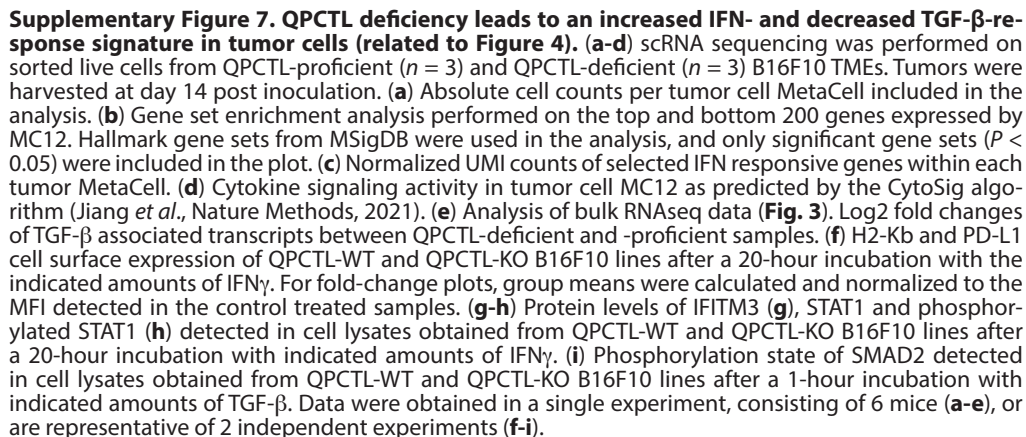 Supplementary Figure 7. QPCTL deficiency leads to an increased IFN- and decreased TGF-β-re-
sponse signature in tumor cells (related to Figure 4). (a-d) scRNA sequencing was performed on
sorted live cells from QPCTL-proficient (n = 3) and QPCTL-deficient (n = 3) B16F10 TMEs. Tumors were
harvested at day 14 post inoculation. (a) Absolute cell counts per tumor cell MetaCell included in the
analysis. (b) Gene set enrichment analysis performed on the top and bottom 200 genes expressed by
MC12. Hallmark gene sets from MSigDB were used in the analysis, and only significant gene sets (P <
0.05) were included in the plot. (c) Normalized UMI counts of selected IFN responsive genes within each
tumor MetaCell. (d) Cytokine signaling activity in tumor cell MC12 as predicted by the CytoSig algo-
rithm (Jiang et al., Nature Methods, 2021). (e) Analysis of bulk RNAseq data (Fig. 3). Log2 fold changes
of TGF-β associated transcripts between QPCTL-deficient and -proficient samples. (f) H2-Kb and PD-L1
cell surface expression of QPCTL-WT and QPCTL-KO B16F10 lines after a 20-hour incubation with the
indicated amounts of IFNγ. For fold-change plots, group means were calculated and normalized to the
MFI detected in the control treated samples. (g-h) Protein levels of IFITM3 (g), STAT1 and phosphor-
ylated STAT1 (h) detected in cell lysates obtained from QPCTL-WT and QPCTL-KO B16F10 lines after
a 20-hour incubation with indicated amounts of IFNγ. (i) Phosphorylation state of SMAD2 detected
in cell lysates obtained from QPCTL-WT and QPCTL-KO B16F10 lines after a 1-hour incubation with
indicated amounts of TGF-β. Data were obtained in a single experiment, consisting of 6 mice (a-e), or
are representative of 2 independent experiments (f-i).